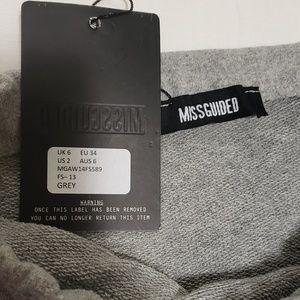 MISSGUIDED
UK 6 EU 34
US 2 AUS 6
MGAW14FS589
FS– 13
GREY
WARNING
ONCE THIS LABEL HAS BEEN REMOVED
YOU CAN NO LONGER RETURN THIS ITEM
MISSGUIDED